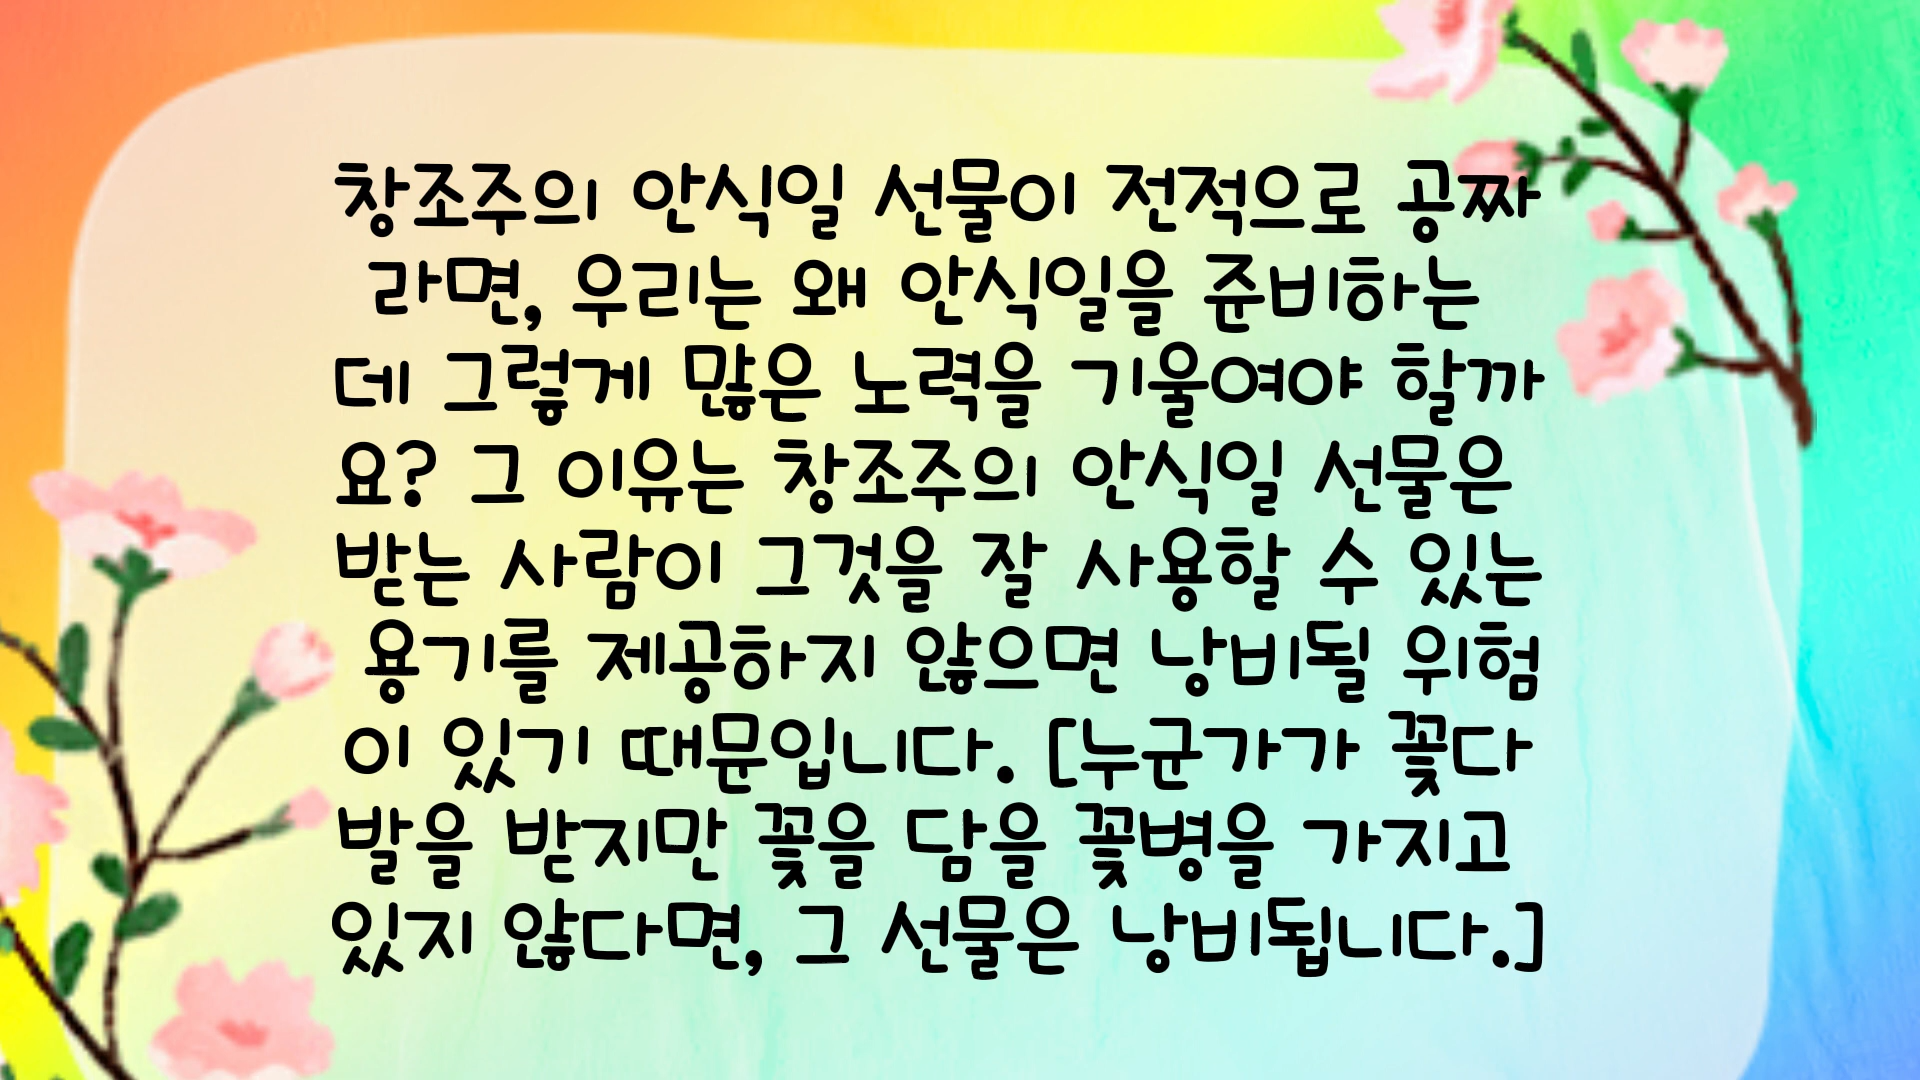 창조주의 안식일 선물이 전적으로 공짜
라면, 우리는 왜 안식일을 준비하는
데 그렇게 많은 노력을 기울여야 할까
요? 그 이유는 창조주의 안식일 선물은
받는 사람이 그것을 잘 사용할 수 있는
용기를 제공하지 않으면 낭비될 위험
이 있기 때문입니다. [누군가가 꽃다
발을 받지만 꽃을 담을 꽃병을 가지고
있지 않다면, 그 선물은 낭비됩니다.]